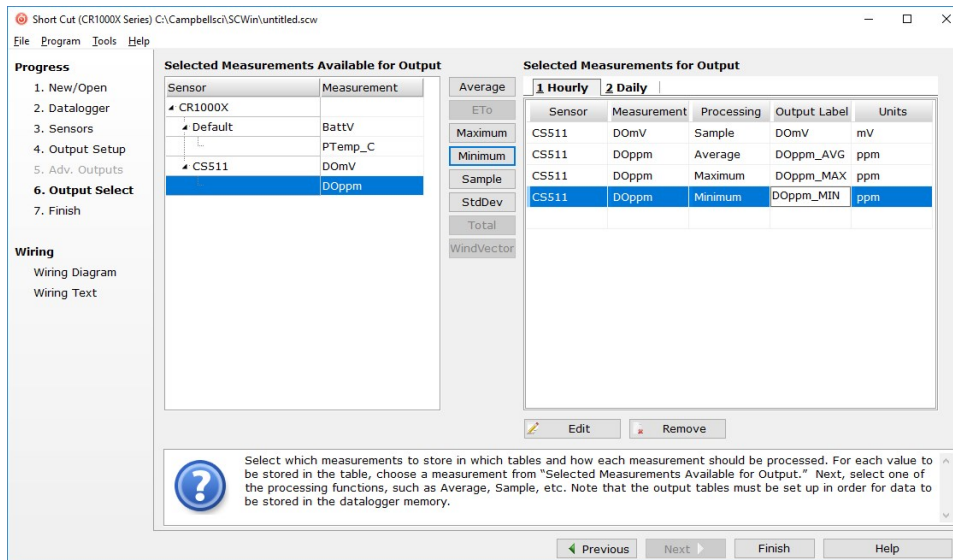 Short Cut (CR1000X Series) C:\Campbellsci\SCWin\untitled.scw
File Program Tools Help
Progress
1. New/Open
2. Datalogger
3. Sensors
4. Output Setup
5. Adv. Outputs
6. Output Select
7. Finish
Wiring
Wiring Diagram
Wiring Text
Selected Measurements Available for Output
Sensor Measurement
CR1000X
Default BattV
PTemp_C
CS511 DOmV
DOppm
Average
ETo
Maximum
Minimum
Sample
StdDev
Total
WindVector
Selected Measurements for Output
1 Hourly 2 Daily
Sensor Measurement Processing Output Label Units
CS511 DOmV Sample DOmV mV
CS511 DOppm Average DOppm_AVG ppm
CS511 DOppm Maximum DOppm_MAX ppm
CS511 DOppm Minimum DOppm_MIN ppm
Edit Remove
Select which measurements to store in which tables and how each measurement should be processed. For each value to
be stored in the table, choose a measurement from “Selected Measurements Available for Output.” Next, select one of
the processing functions, such as Average, Sample, etc. Note that the output tables must be set up in order for data to
be stored in the datalogger memory.
Previous Next Finish Help